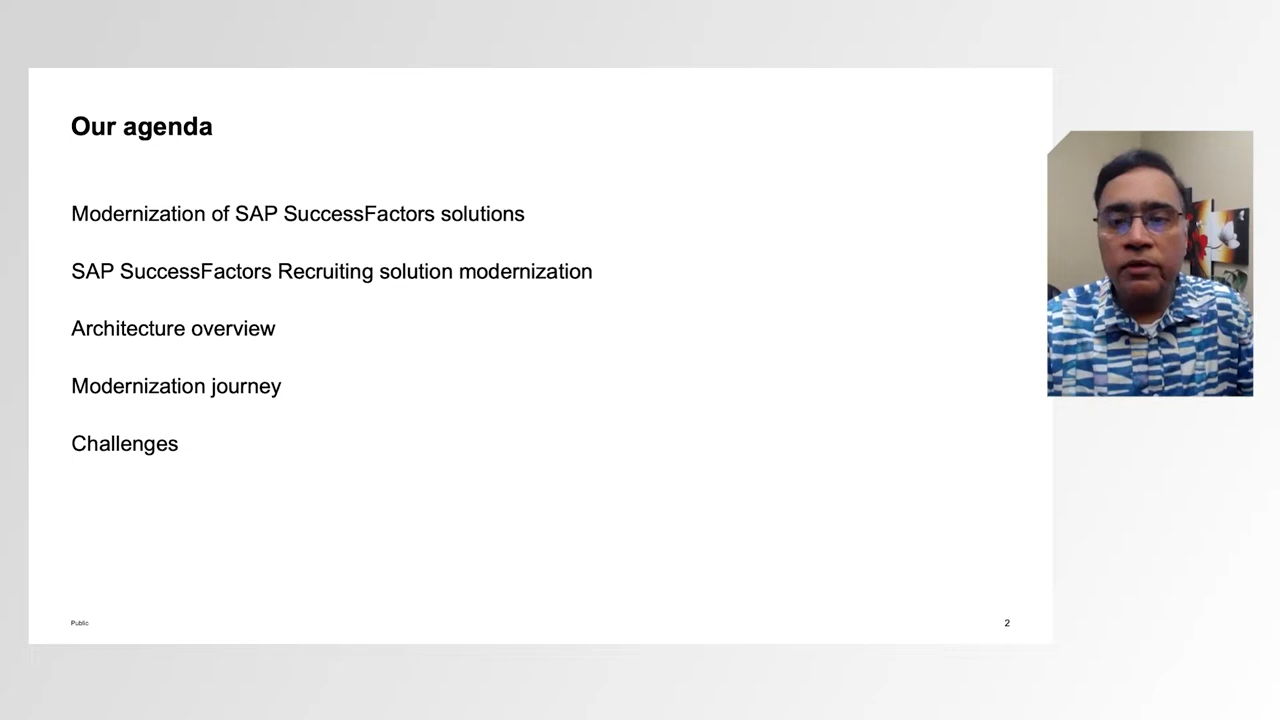 Our agenda
Modernization of SAP SuccessFactors solutions
SAP SuccessFactors Recruiting solution modernization
Architecture overview
Modernization journey
Challenges
Public
2